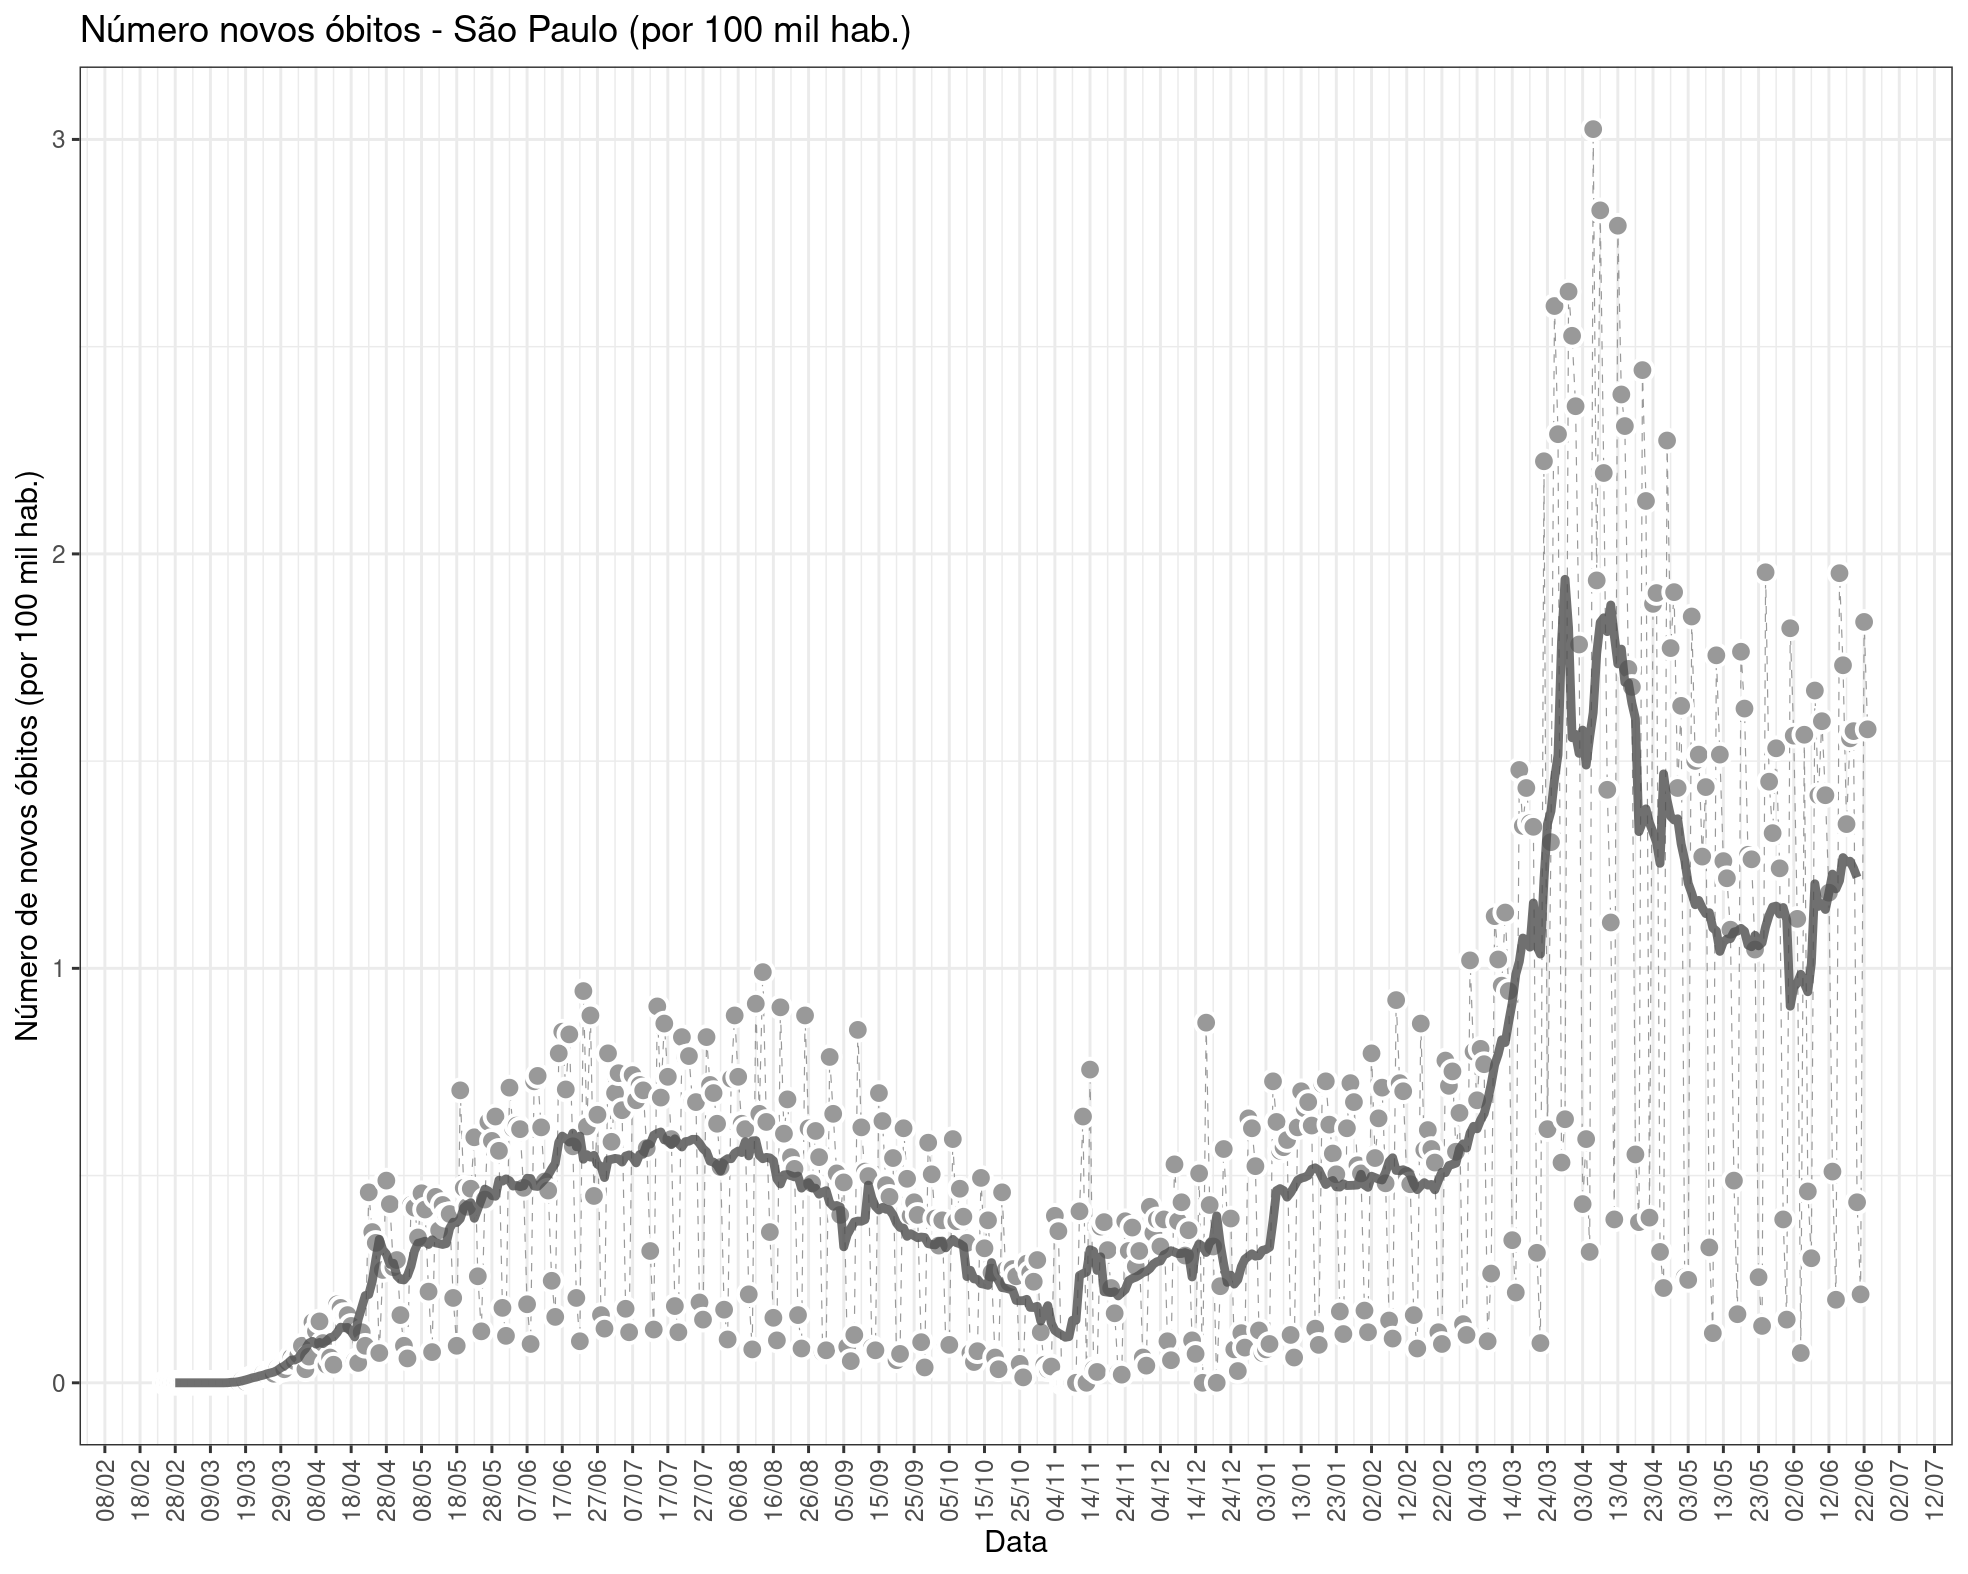 Número novos óbitos - São Paulo (por 100 mil hab.)
Número de novos óbitos (por 100 mil hab.)
3
2
1
0
08/02 18/02 28/02 09/03 19/03 29/03 08/04 18/04 28/04 08/05 18/05 28/05 07/06 17/06 27/06 07/07 17/07 27/07 06/08 16/08 26/08 05/09 15/09 25/09 05/10 15/10 25/10 04/11 14/11 24/11 04/12 14/12 24/12 03/01 13/01 23/01 02/02 12/02 22/02 04/03 14/03 24/03 03/04 13/04 23/04 03/05 13/05 23/05 02/06 12/06 22/06 02/07 12/07
Data